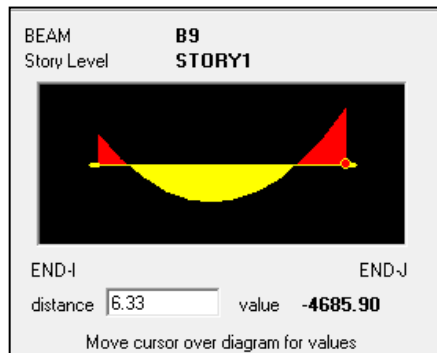 BEAM B9
Story Level STORY1
END-I END-J
distance 6.33 value -4685.90
Move cursor over diagram for values